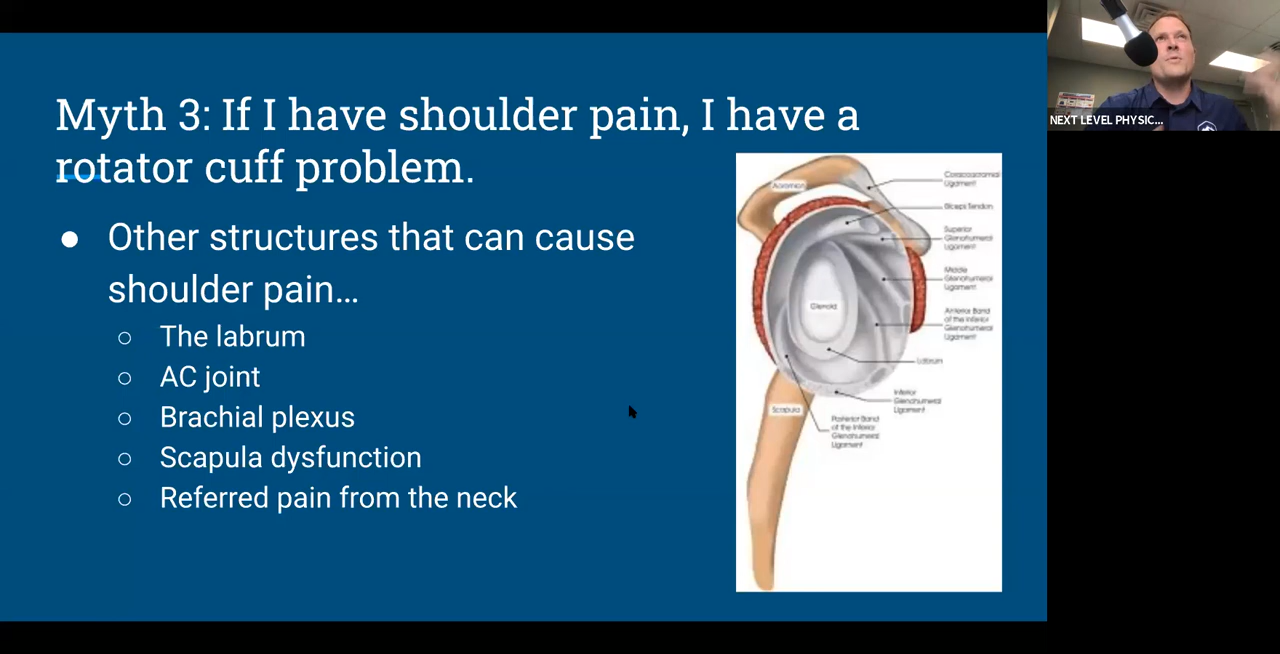 Myth 3: If I have shoulder pain, I have a
rotator cuff problem.
● Other structures that can cause
shoulder pain...
○ The labrum
○ AC joint
○ Brachial plexus
○ Scapula dysfunction
○ Referred pain from the neck
Acromion
Coracoacromial
Ligament
Biceps Tendon
Superior
Glenohumeral
Ligament
Middle
Glenohumeral
Ligament
Glenoid
Anterior Band
of the Inferior
Glenohumeral
Ligament
Labrum
Inferior
Glenohumeral
Ligament
Scapula
Posterior Band
of the Inferior
Glenohumeral
Ligament
NEXT LEVEL PHYSIC...